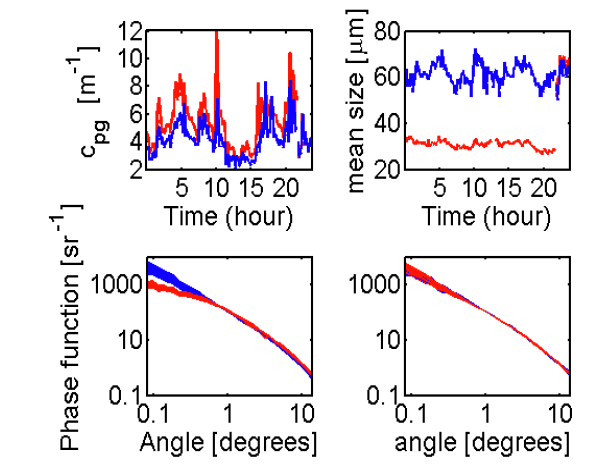 12
10
8
6
4
2
c_pg [m^-1]
5 10 15 20
Time (hour)
80
60
40
20
mean size [μm]
5 10 15 20
Time (hour)
Phase function [sr^-1]
1000
10
0.1
0.1 1 10
Angle [degrees]
1000
10
0.1
0.1 1 10
angle [degrees]